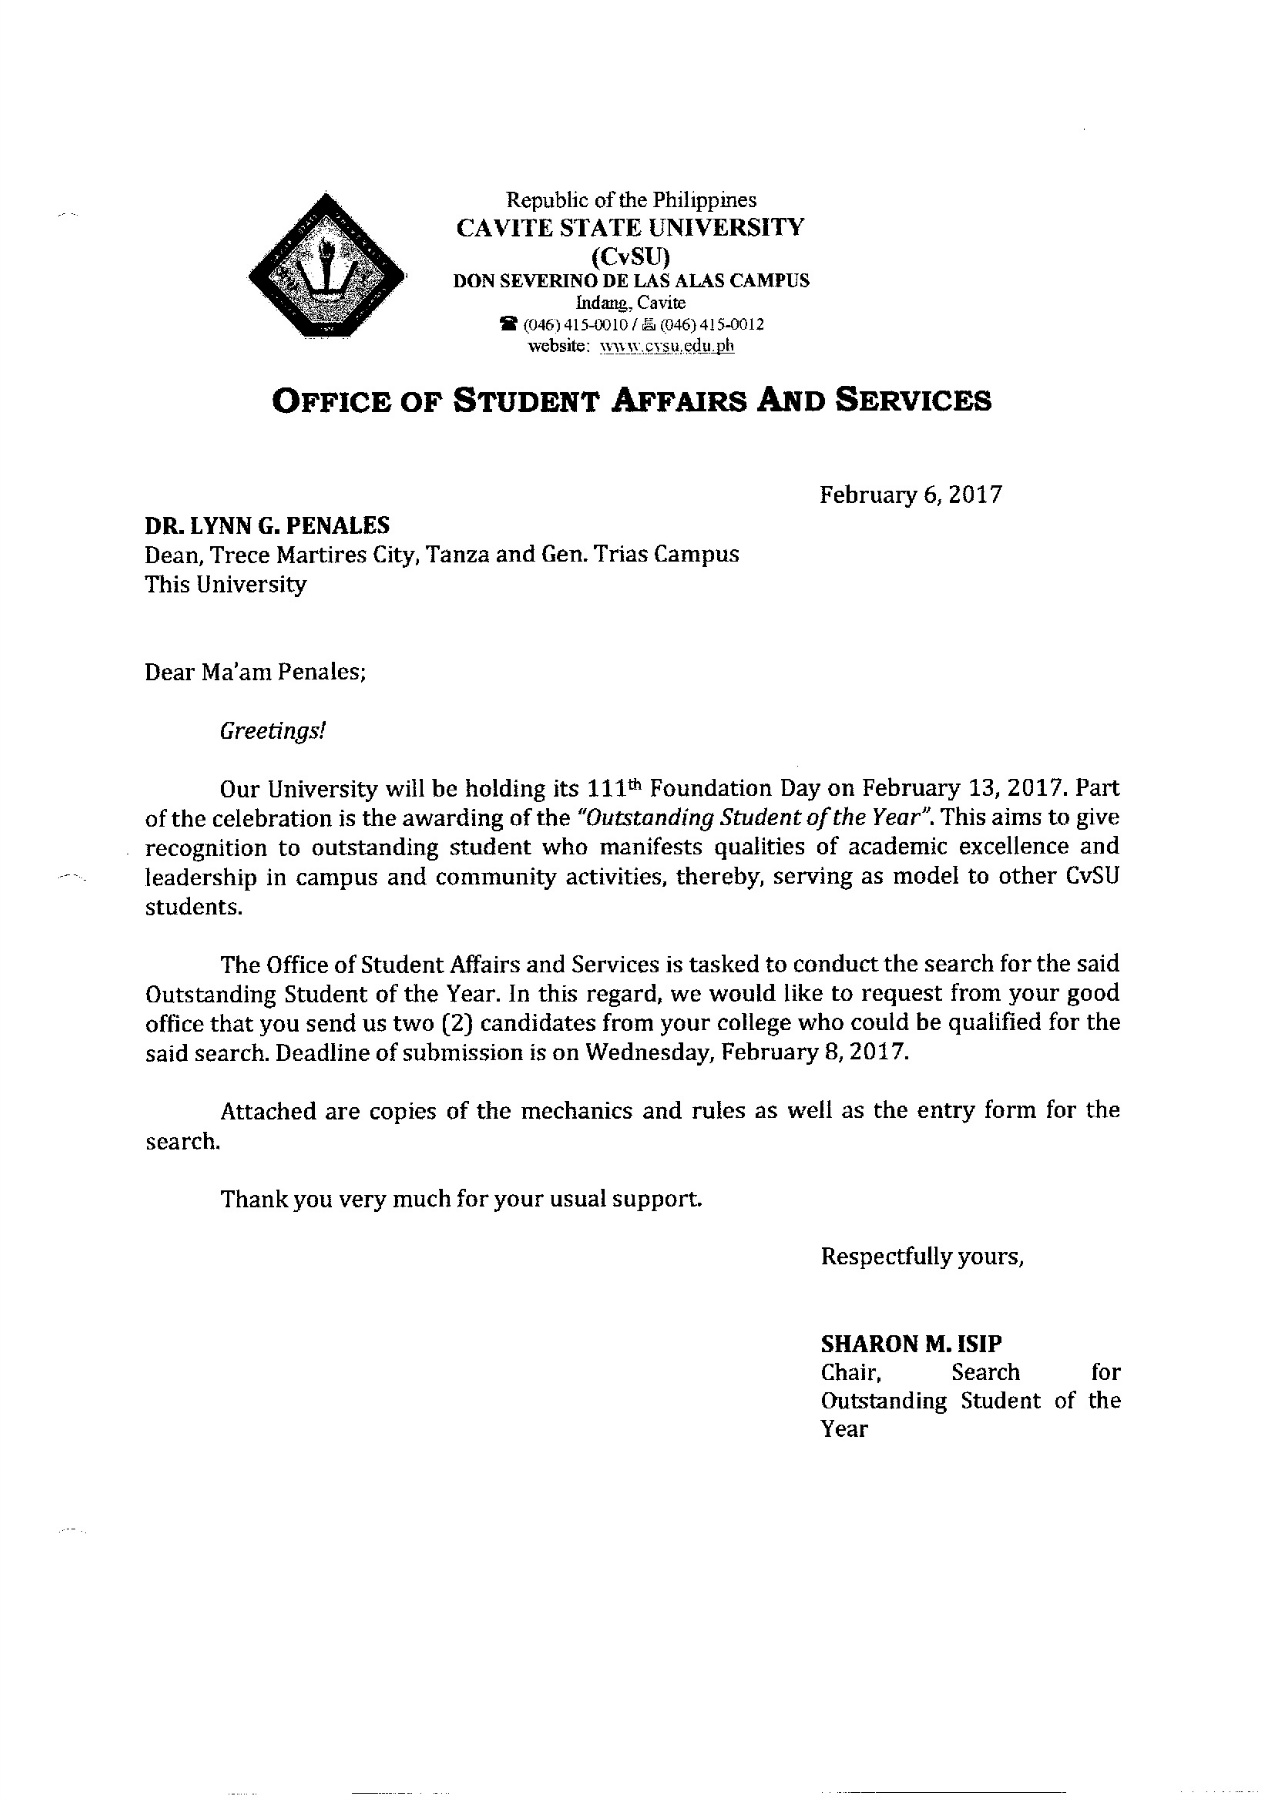 Republic of the Philippines
CAVITE STATE UNIVERSITY
(CvSU)
DON SEVERINO DE LAS ALAS CAMPUS
Indang, Cavite
☎ (046) 415-0010 / (046) 415-0012
website: www.cvsu.edu.ph
OFFICE OF STUDENT AFFAIRS AND SERVICES
February 6, 2017
DR. LYNN G. PENALES
Dean, Trece Martires City, Tanza and Gen. Trias Campus
This University
Dear Ma'am Penales;
Greetings!
Our University will be holding its 111th Foundation Day on February 13, 2017. Part
of the celebration is the awarding of the "Outstanding Student of the Year". This aims to give
recognition to outstanding student who manifests qualities of academic excellence and
leadership in campus and community activities, thereby, serving as model to other CvSU
students.
The Office of Student Affairs and Services is tasked to conduct the search for the said
Outstanding Student of the Year. In this regard, we would like to request from your good
office that you send us two (2) candidates from your college who could be qualified for the
said search. Deadline of submission is on Wednesday, February 8, 2017.
Attached are copies of the mechanics and rules as well as the entry form for the
search.
Thank you very much for your usual support.
Respectfully yours,
SHARON M. ISIP
Chair, Search for
Outstanding Student of the
Year